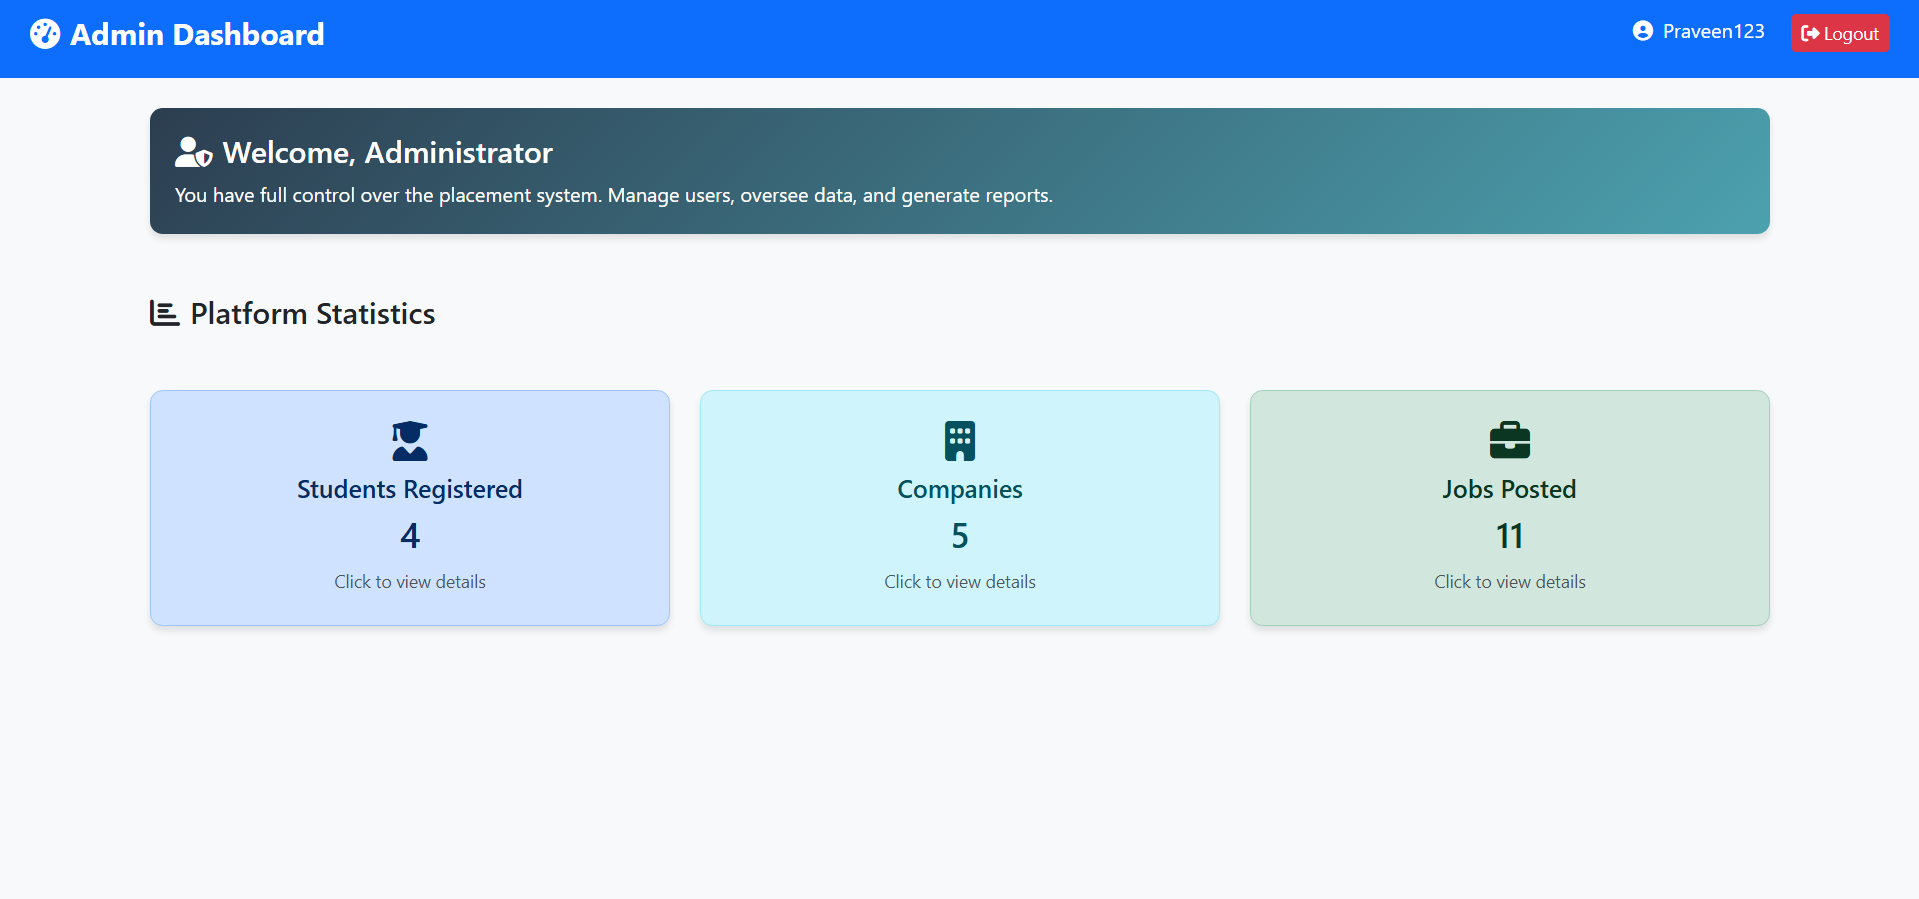 Admin Dashboard
Praveen123
Logout
Welcome, Administrator
You have full control over the placement system. Manage users, oversee data, and generate reports.
Platform Statistics
Students Registered
4
Click to view details
Companies
5
Click to view details
Jobs Posted
11
Click to view details